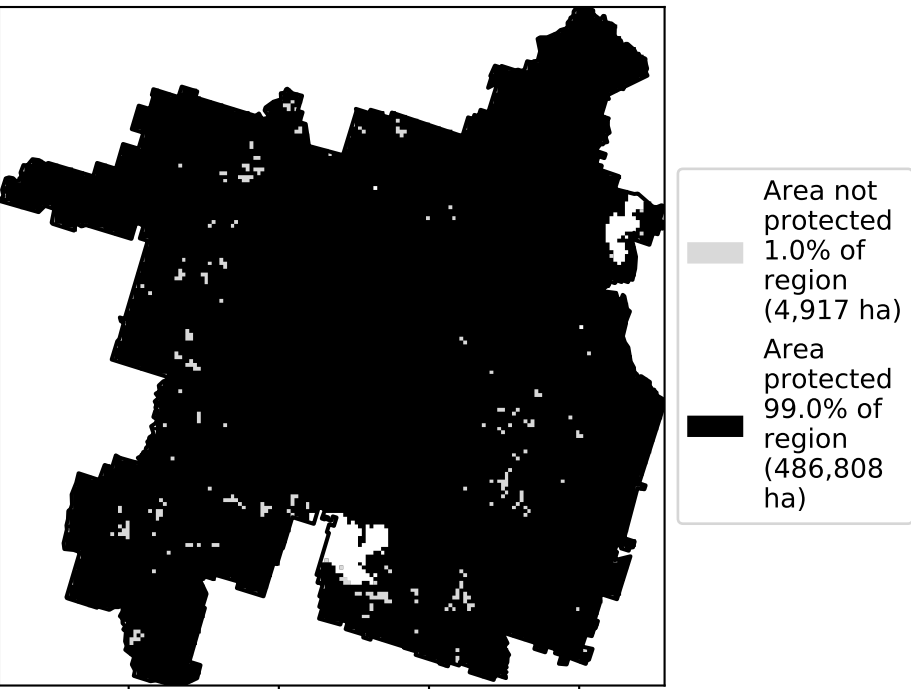 Area not
protected
1.0% of
region
(4,917 ha)
Area
protected
99.0% of
region
(486,808
ha)